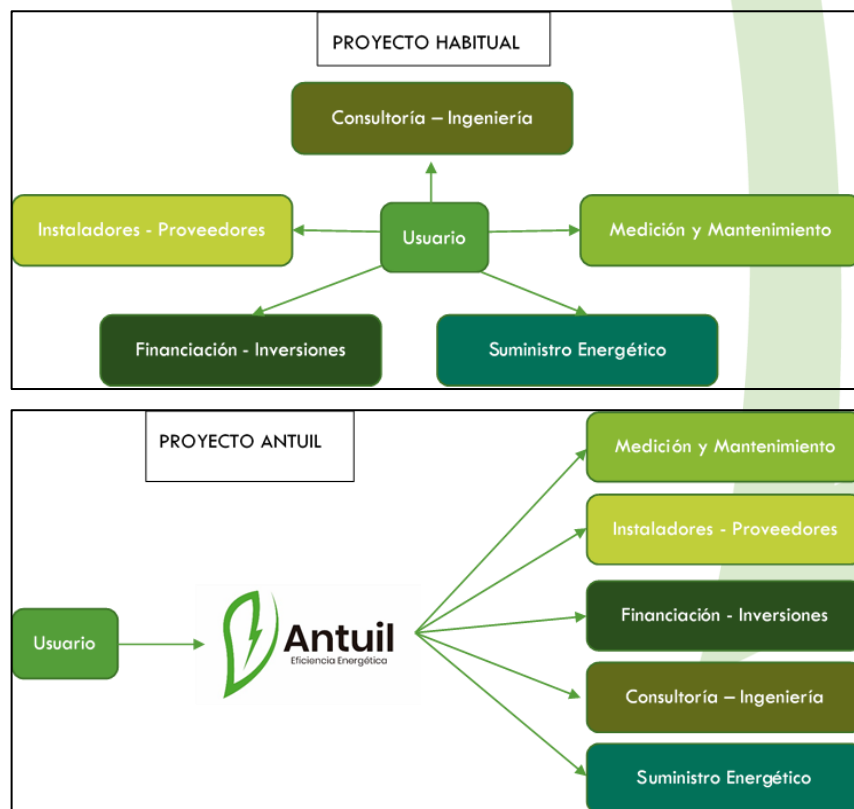 PROYECTO HABITUAL
Consultoría – Ingeniería
Instaladores - Proveedores
Usuario
Medición y Mantenimiento
Financiación - Inversiones
Suministro Energético
PROYECTO ANTUIL
Medición y Mantenimiento
Instaladores - Proveedores
Financiación - Inversiones
Usuario
Antuil
Eficiencia Energética
Consultoría – Ingeniería
Suministro Energético